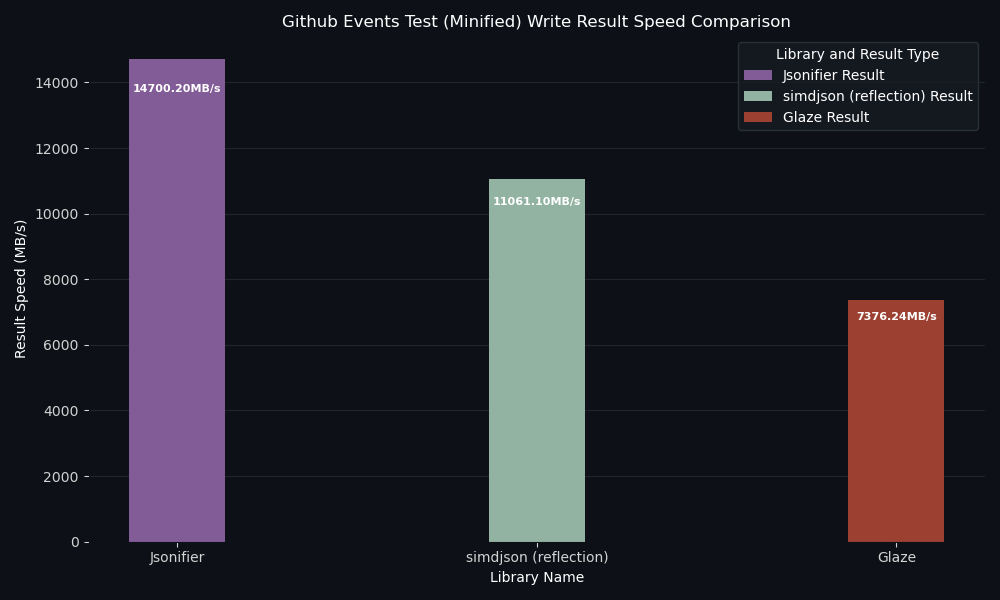 Github Events Test (Minified) Write Result Speed Comparison
Library and Result Type
Jsonifier Result
simdjson (reflection) Result
Glaze Result
14000
12000
10000
8000
6000
4000
2000
0
Result Speed (MB/s)
14700.20MB/s
11061.10MB/s
7376.24MB/s
Jsonifier
simdjson (reflection)
Glaze
Library Name